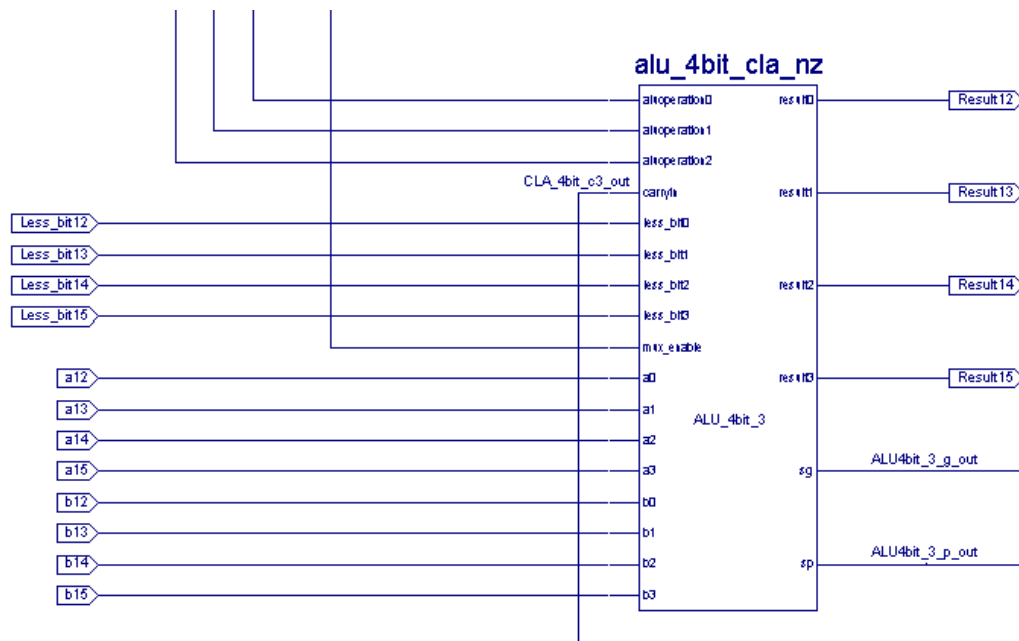 alu_4bit_cla_nz
aluoperation0 result0 Result12
aluoperation1
aluoperation2
CLA_4bit_c3_out carryin result1 Result13
Less_bit12 less_bit0
Less_bit13 less_bit1
Less_bit14 less_bit2 result2 Result14
Less_bit15 less_bit3
mux_enable
a12 a0 result3 Result15
a13 a1 ALU_4bit_3
a14 a2
a15 a3 sg ALU4bit_3_g_out
b12 b0
b13 b1
b14 b2 sp ALU4bit_3_p_out
b15 b3